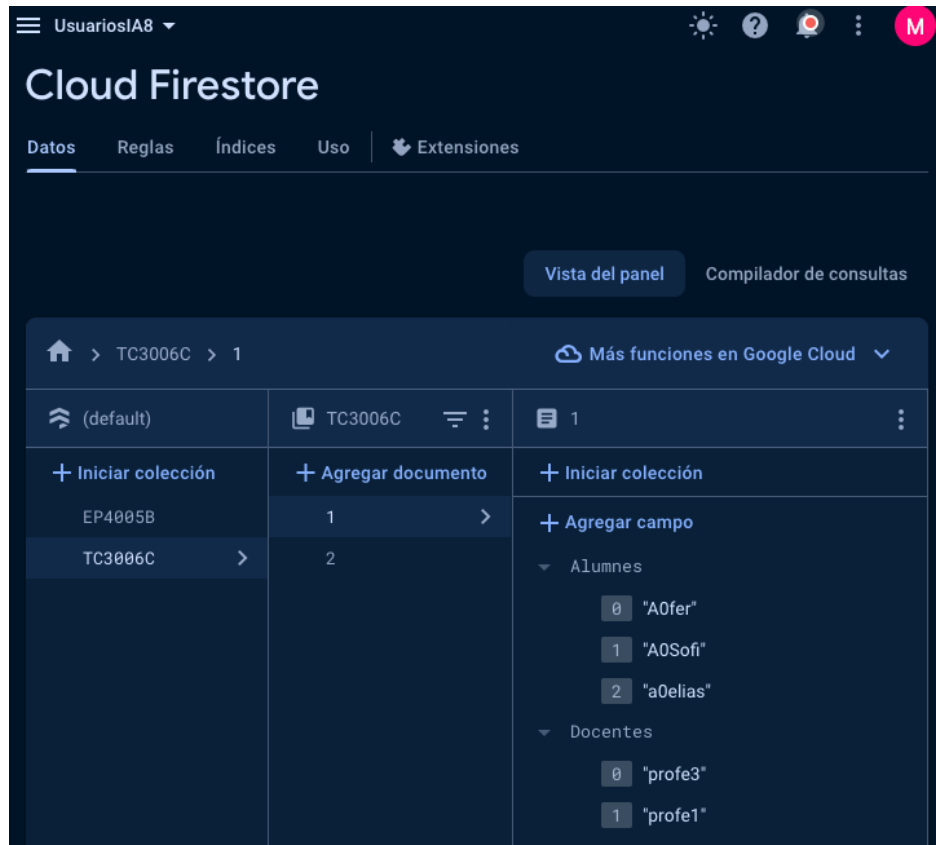 UsuariosIA8
M
Cloud Firestore
Datos Reglas Índices Uso Extensiones
Vista del panel Compilador de consultas
TC3006C 1 Más funciones en Google Cloud
(default) TC3006C 1
Iniciar colección Agregar documento Iniciar colección
EP4005B 1 Agregar campo
TC3006C 2 Alumnes
0 "A0fer"
1 "A0Sofi"
2 "a0elias"
Docentes
0 "profe3"
1 "profe1"